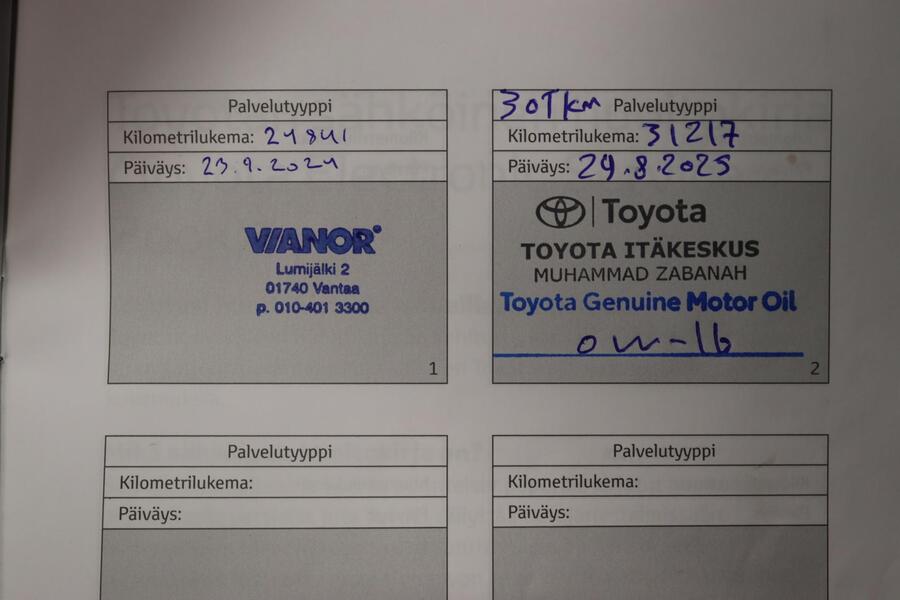 Palvelutyyppi
Kilometrilukema: 24841
Päiväys: 23.9.2024
VIANOR
Lumijälki 2
01740 Vantaa
p. 010-401 3300
1
30Tkm Palvelutyyppi
Kilometrilukema: 31217
Päiväys: 29.8.2025
Toyota
TOYOTA ITÄKESKUS
MUHAMMAD ZABANAH
Toyota Genuine Motor Oil
0W-16
2
Palvelutyyppi
Kilometrilukema:
Päiväys:
Palvelutyyppi
Kilometrilukema:
Päiväys: